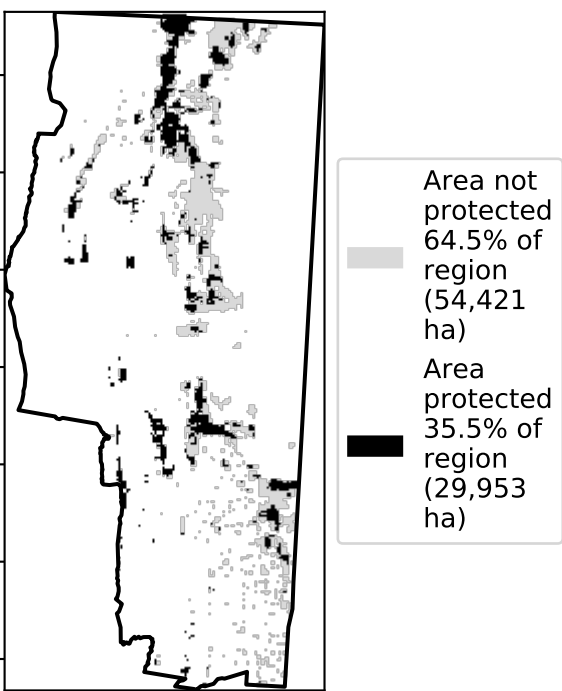 Area not
protected
64.5% of
region
(54,421
ha)
Area
protected
35.5% of
region
(29,953
ha)